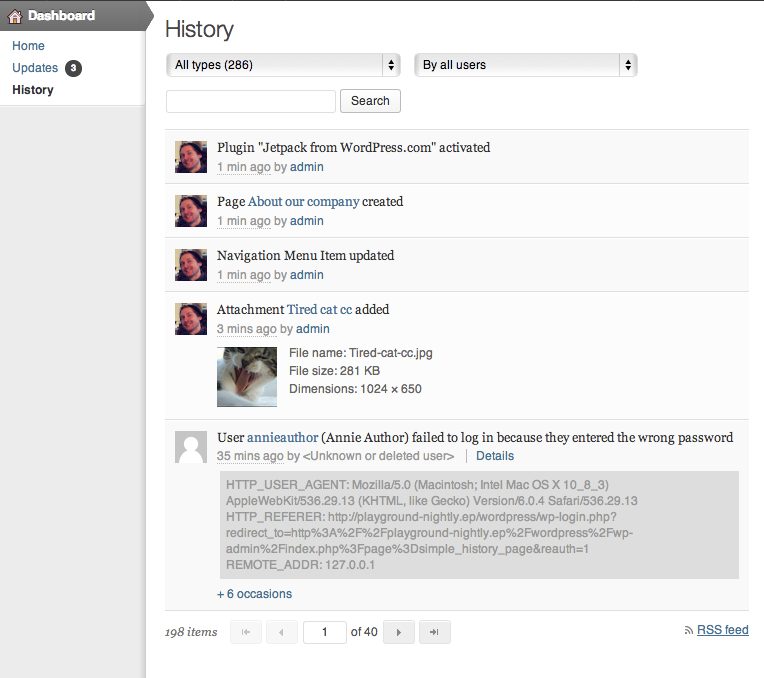 Dashboard
Home
Updates 3
History
History
All types (286)
By all users
Search
Plugin "Jetpack from WordPress.com" activated
1 min ago by admin
Page About our company created
1 min ago by admin
Navigation Menu Item updated
1 min ago by admin
Attachment Tired cat cc added
3 mins ago by admin
File name: Tired-cat-cc.jpg
File size: 281 KB
Dimensions: 1024 × 650
User annieauthor (Annie Author) failed to log in because they entered the wrong password
35 mins ago by <Unknown or deleted user> | Details
HTTP_USER_AGENT: Mozilla/5.0 (Macintosh; Intel Mac OS X 10_8_3)
AppleWebKit/536.29.13 (KHTML, like Gecko) Version/6.0.4 Safari/536.29.13
HTTP_REFERER: http://playground-nightly.ep/wordpress/wp-login.php?
redirect_to=http%3A%2F%2Fplayground-nightly.ep%2Fwordpress%2Fwp-
admin%2Findex.php%3Fpage%3Dsimple_history_page&reauth=1
REMOTE_ADDR: 127.0.0.1
+ 6 occasions
198 items 1 of 40
RSS feed